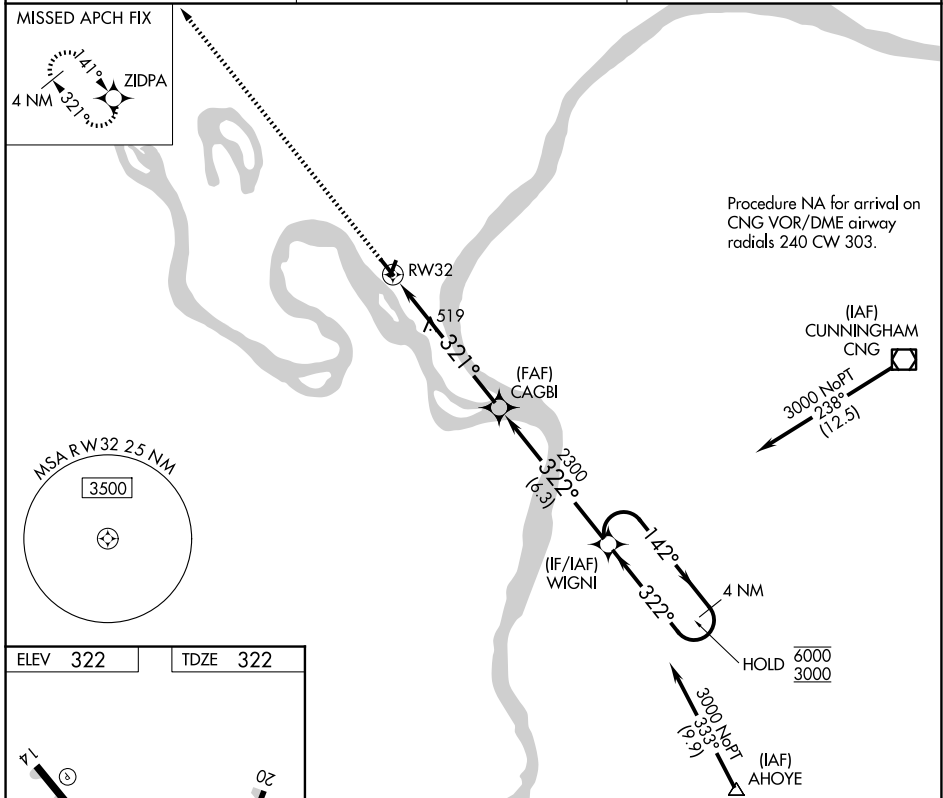 MISSED APCH FIX
141°
ZIDPA
4 NM
321°
Procedure NA for arrival on
CNG VOR/DME airway
radials 240 CW 303.
RW32
519
321°
(IAF)
CUNNINGHAM
CNG
3000 NoPT
238°
(12.5)
(FAF)
CAGBI
2300
322°
(6.3)
MSA RW32 25 NM
3500
(IF/IAF)
WIGNI
142°
322°
4 NM
HOLD 6000
3000
3000 NoPT
333°
(9.9)
(IAF)
AHOYE
ELEV 322
TDZE 322
14
P
20